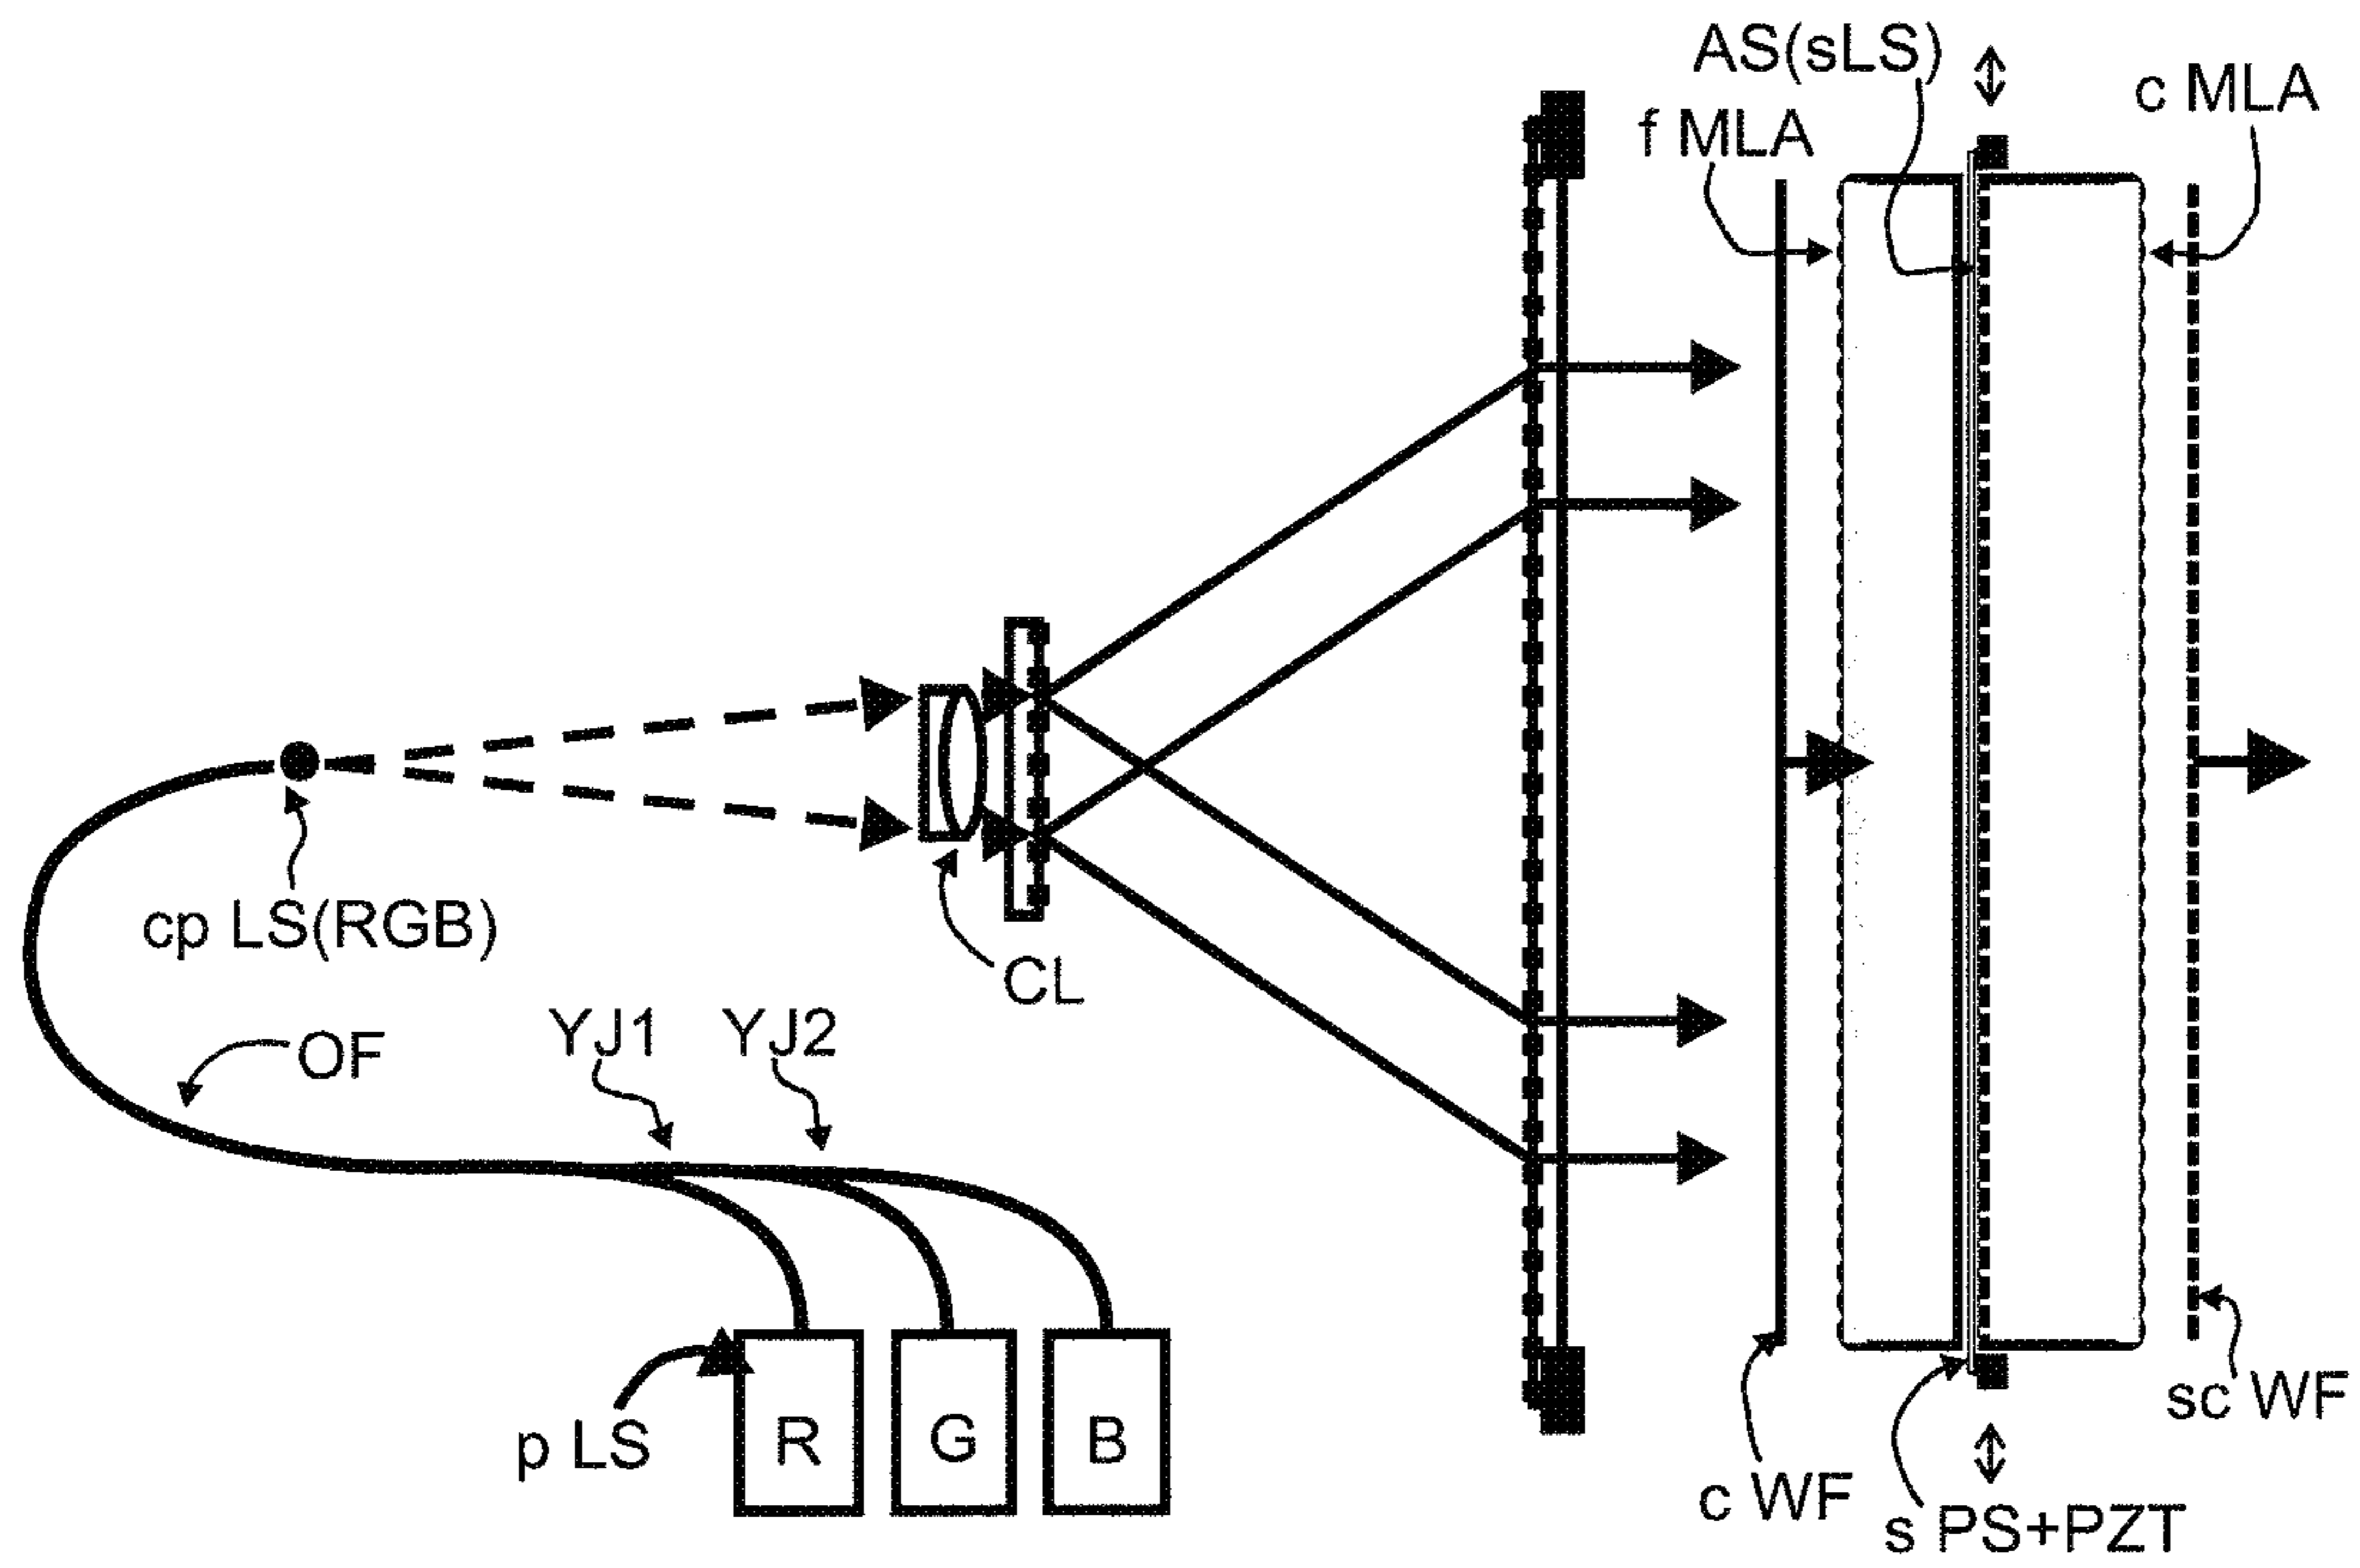 AS(sLS)
f MLA
c MLA
cp LS(RGB)
CL
OF
YJ1
YJ2
p LS
R
G
B
c WF
sc WF
s PS+PZT